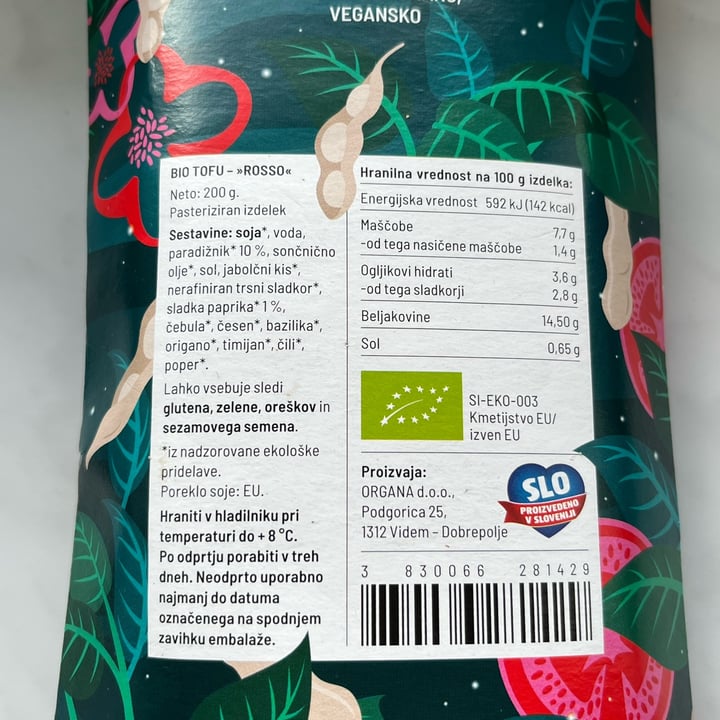 VEGANSKO
BIO TOFU – »ROSSO«
Neto: 200 g.
Pasteriziran izdelek
Sestavine: soja*, voda,
paradižnik* 10 %, sončnično
olje*, sol, jabolčni kis*,
nerafiniran trsni sladkor*,
sladka paprika* 1 %,
čebula*, česen*, bazilika*,
origano*, timijan*, čili*,
poper*.
Lahko vsebuje sledi
glutena, zelene, oreškov in
sezamovega semena.
*iz nadzorovane ekološke
pridelave.
Poreklo soje: EU.
Hraniti v hladilniku pri
temperaturi do + 8 °C.
Po odprtju porabiti v treh
dneh. Neodprto uporabno
najmanj do datuma
označenega na spodnjem
zavihku embalaže.
Hranilna vrednost na 100 g izdelka:
Energijska vrednost 592 kJ (142 kcal)
Maščobe 7,7 g
-od tega nasičene maščobe 1,4 g
Ogljikovi hidrati 3,6 g
-od tega sladkorji 2,8 g
Beljakovine 14,50 g
Sol 0,65 g
SI-EKO-003
Kmetijstvo EU/
izven EU
Proizvaja:
ORGANA d.o.o.,
Podgorica 25,
1312 Videm – Dobrepolje
SLO
PROIZVEDENO
V SLOVENIJI
3 830066 281429